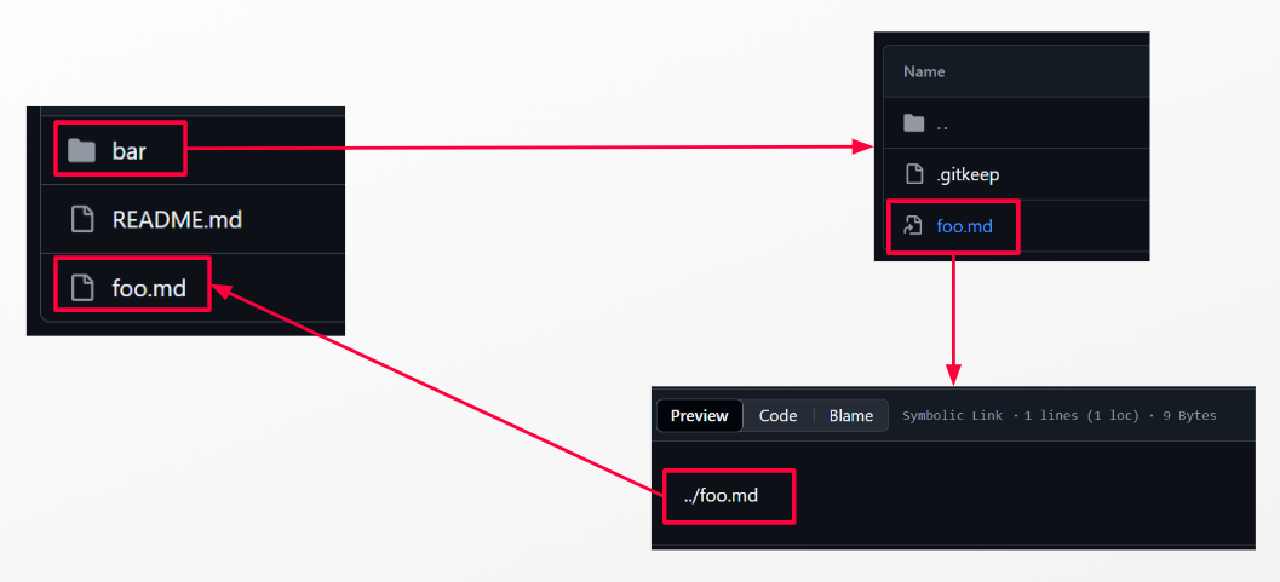 bar
README.md
foo.md
Name
..
.gitkeep
foo.md
Preview Code Blame Symbolic Link · 1 lines (1 loc) · 9 Bytes
../foo.md